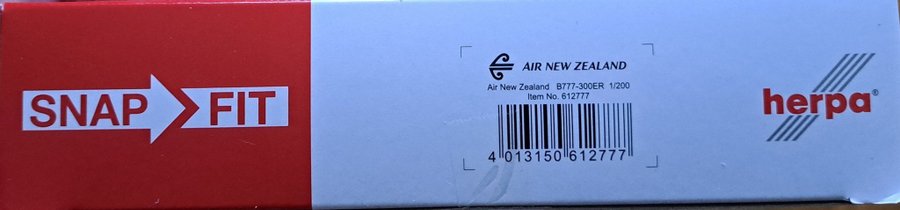 SNAP FIT
AIR NEW ZEALAND
Air New Zealand B777-300ER 1/200
Item No. 612777
4 013150 612777
herpa®